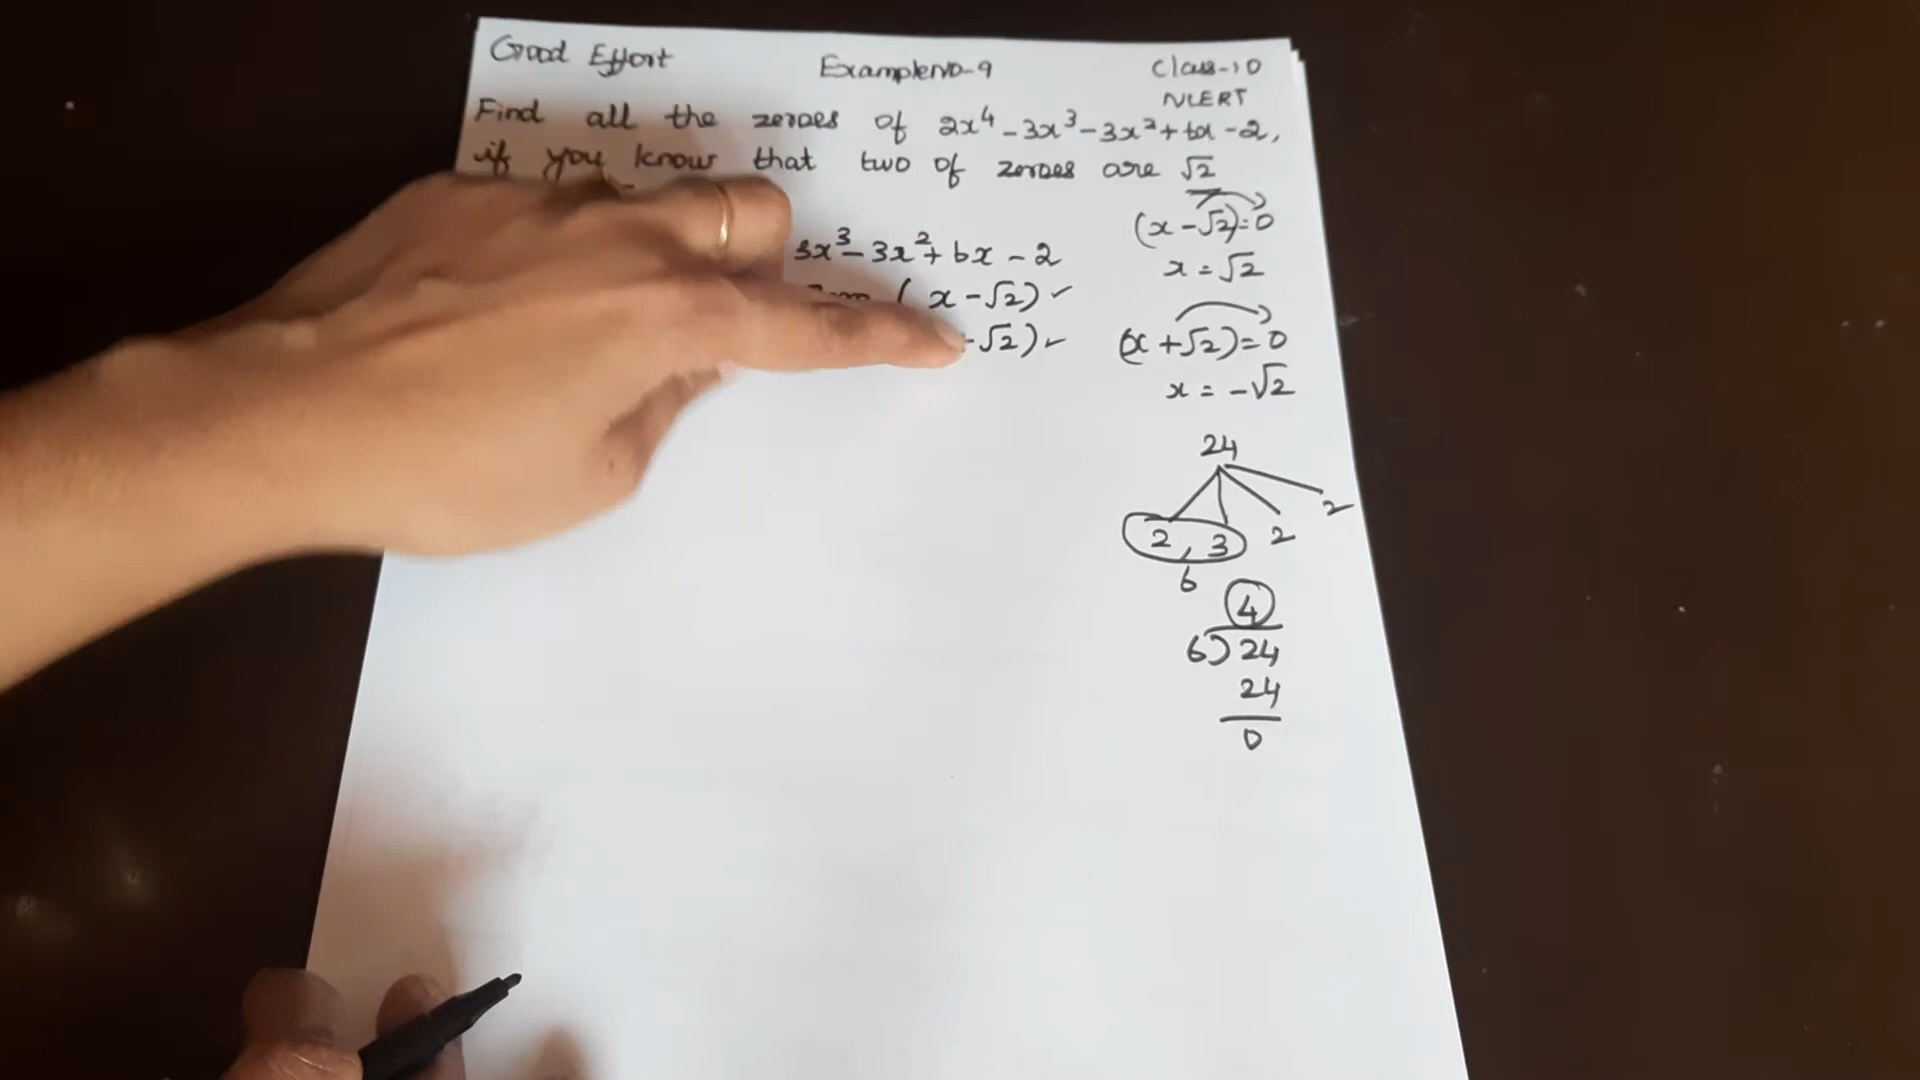 Good Effort Example No-9 Class-10
NCERT
Find all the zeroes of 2x⁴ - 3x³ - 3x² + 6x - 2,
if you know that two of zeroes are √2
3x³ - 3x² + 6x - 2
(x - √2) ✓
+ √2) ✓
(x - √2) = 0
x = √2
(x + √2) = 0
x = -√2
24
2, 3 2 2
6
4
6) 24
24
0